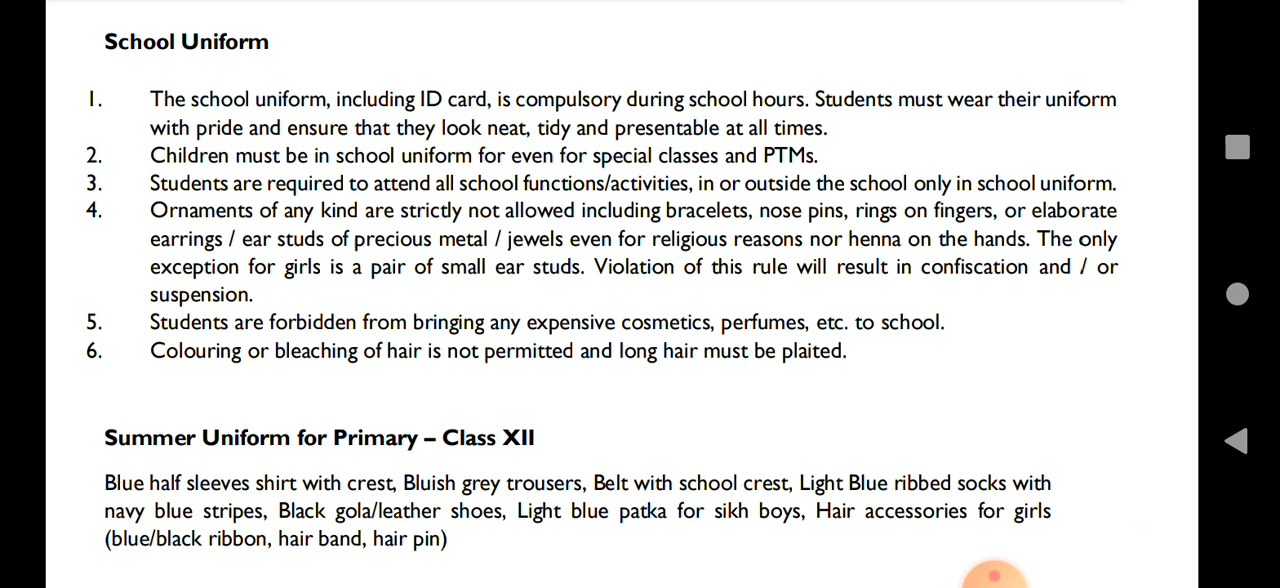 School Uniform
1. The school uniform, including ID card, is compulsory during school hours. Students must wear their uniform
with pride and ensure that they look neat, tidy and presentable at all times.
2. Children must be in school uniform for even for special classes and PTMs.
3. Students are required to attend all school functions/activities, in or outside the school only in school uniform.
4. Ornaments of any kind are strictly not allowed including bracelets, nose pins, rings on fingers, or elaborate
earrings / ear studs of precious metal / jewels even for religious reasons nor henna on the hands. The only
exception for girls is a pair of small ear studs. Violation of this rule will result in confiscation and / or
suspension.
5. Students are forbidden from bringing any expensive cosmetics, perfumes, etc. to school.
6. Colouring or bleaching of hair is not permitted and long hair must be plaited.
Summer Uniform for Primary – Class XII
Blue half sleeves shirt with crest, Bluish grey trousers, Belt with school crest, Light Blue ribbed socks with
navy blue stripes, Black gola/leather shoes, Light blue patka for sikh boys, Hair accessories for girls
(blue/black ribbon, hair band, hair pin)